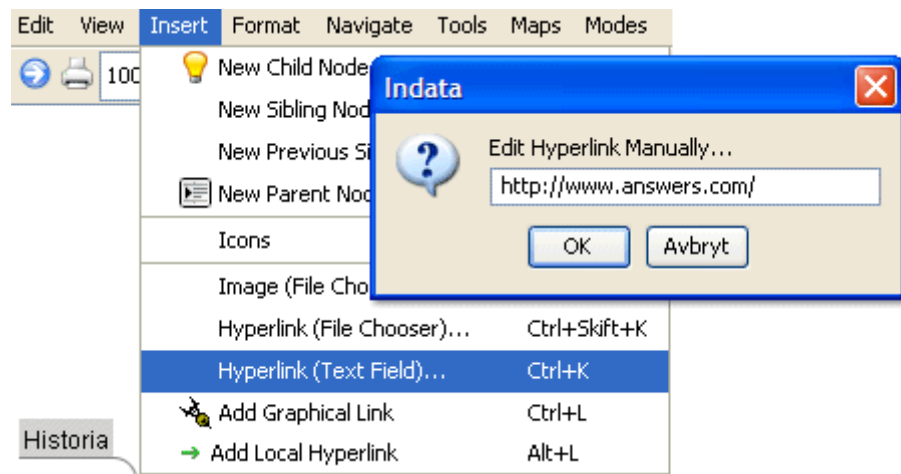 Edit View Insert Format Navigate Tools Maps Modes
100
New Child Node
New Sibling Nod
New Previous Si
New Parent Nod
Icons
Image (File Cho
Hyperlink (File Chooser)... Ctrl+Skift+K
Hyperlink (Text Field)... Ctrl+K
Add Graphical Link Ctrl+L
Add Local Hyperlink Alt+L
Indata
Edit Hyperlink Manually...
http://www.answers.com/
OK Avbryt
Historia